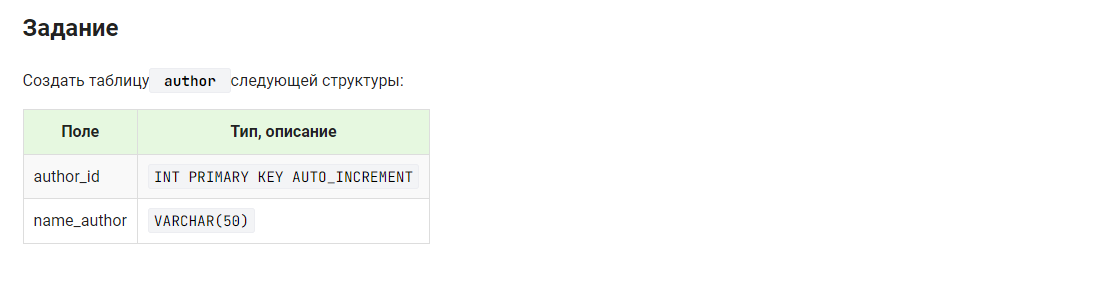 Задание
Создать таблицу author следующей структуры:
Поле Тип, описание
author_id INT PRIMARY KEY AUTO_INCREMENT
name_author VARCHAR(50)